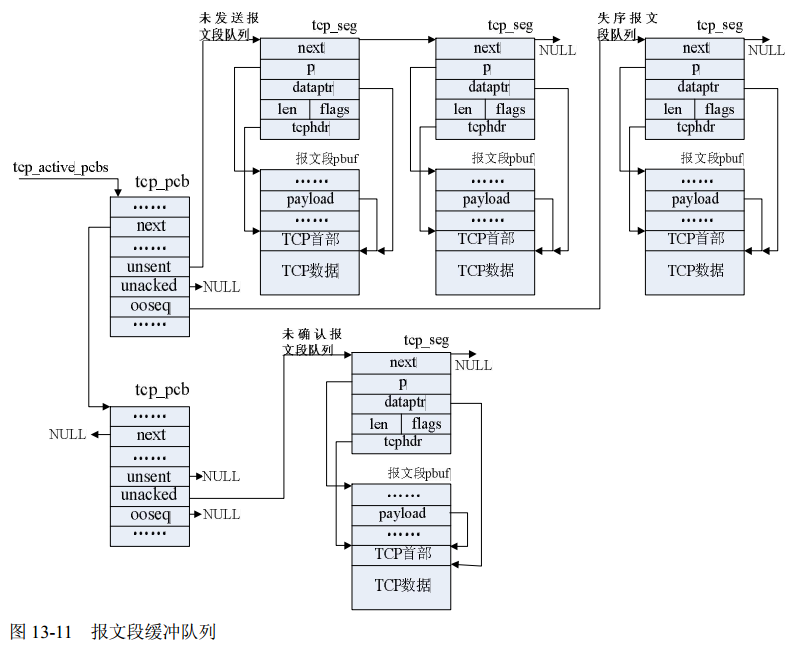 未发送报
文段队列
tcp_seg
next
p
dataptr
len
flags
tcphdr
报文段pbuf
……
payload
……
TCP首部
TCP数据
tcp_seg
next
NULL
p
dataptr
len
flags
tcphdr
报文段pbuf
……
payload
……
TCP首部
TCP数据
失序报文
段队列
tcp_seg
next
NULL
p
dataptr
len
flags
tcphdr
报文段pbuf
……
payload
……
TCP首部
TCP数据
tcp_active_pcbs
tcp_pcb
……
next
……
unsent
unacked
NULL
ooseq
……
未确认报
文段队列
tcp_seg
next
NULL
p
dataptr
len
flags
tcphdr
报文段pbuf
……
payload
……
TCP首部
TCP数据
tcp_pcb
……
next
NULL
……
unsent
NULL
unacked
ooseq
NULL
……
图 13-11 报文段缓冲队列